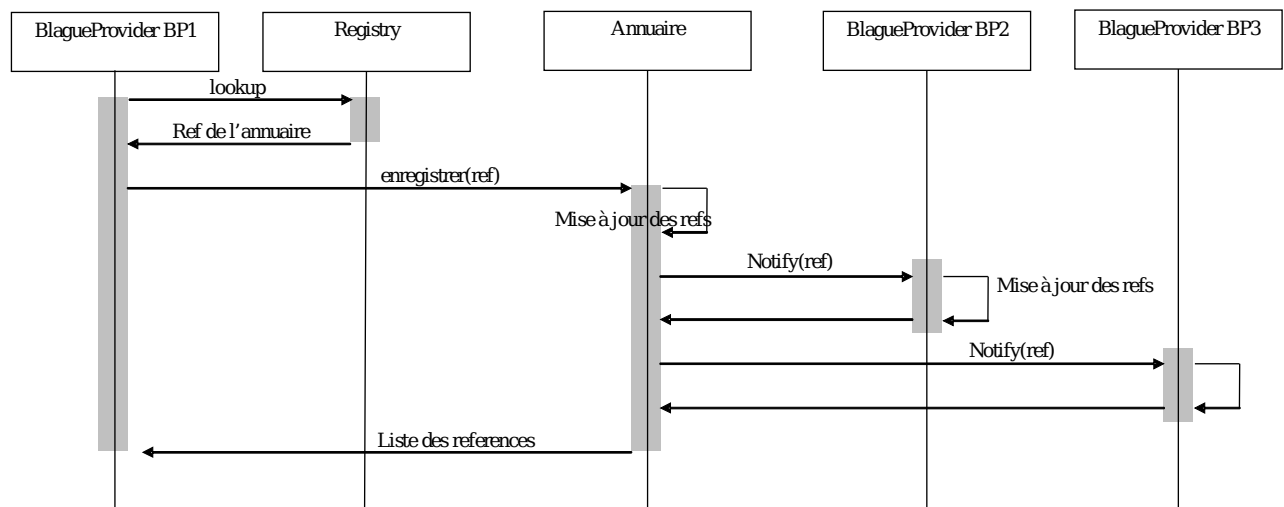 BlagueProvider BP1
Registry
Annuaire
BlagueProvider BP2
BlagueProvider BP3
lookup
Ref de l'annuaire
enregistrer(ref)
Mise à jour des refs
Notify(ref)
Mise à jour des refs
Notify(ref)
Liste des references